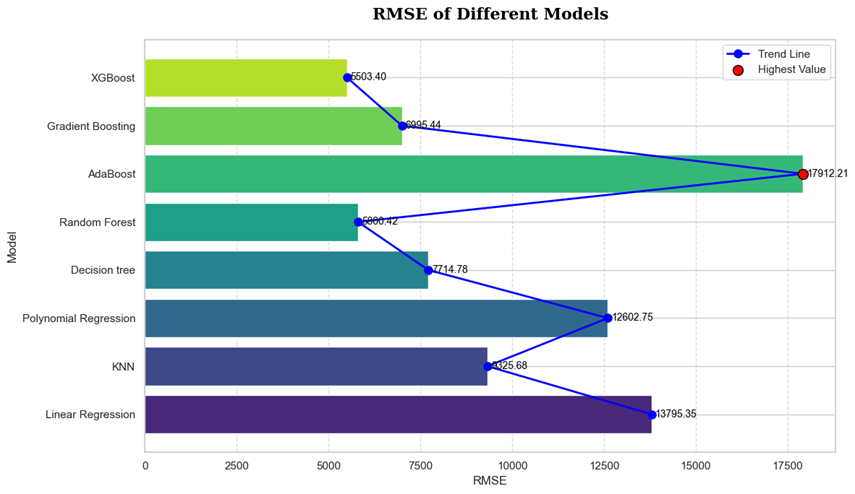 RMSE of Different Models
Trend Line
Highest Value
XGBoost
5503.40
Gradient Boosting
6995.44
AdaBoost
17912.21
Random Forest
5800.42
Decision tree
7714.78
Polynomial Regression
12602.75
KNN
9325.68
Linear Regression
13795.35
Model
0 2500 5000 7500 10000 12500 15000 17500
RMSE